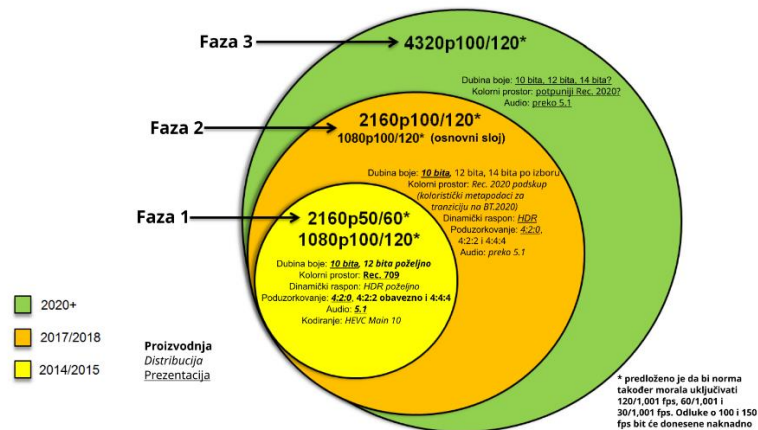 Faza 3
4320p100/120*
Dubina boje: 10 bita, 12 bita, 14 bita?
Kolorni prostor: potpuniji Rec. 2020?
Audio: preko 5.1
Faza 2
2160p100/120*
1080p100/120* (osnovni sloj)
Dubina boje: 10 bita, 12 bita, 14 bita po izboru
Kolorni prostor: Rec. 2020 podskup
(koloristički metapodaci za
tranziciju na BT.2020)
Dinamički raspon: HDR
Poduzorkovanje: 4:2:0,
4:2:2 i 4:4:4
Audio: preko 5.1
Faza 1
2160p50/60*
1080p100/120*
Dubina boje: 10 bita, 12 bita poželjno
Kolorni prostor: Rec. 709
Dinamički raspon: HDR poželjno
Poduzorkovanje: 4:2:0, 4:2:2 obavezno i 4:4:4
Audio: 5.1
Kodiranje: HEVC Main 10
2020+
2017/2018
2014/2015
Proizvodnja
Distribucija
Prezentacija
* predloženo je da bi norma
također morala uključivati
120/1,001 fps, 60/1,001 i
30/1,001 fps. Odluke o 100 i 150
fps bit će donesene naknadno